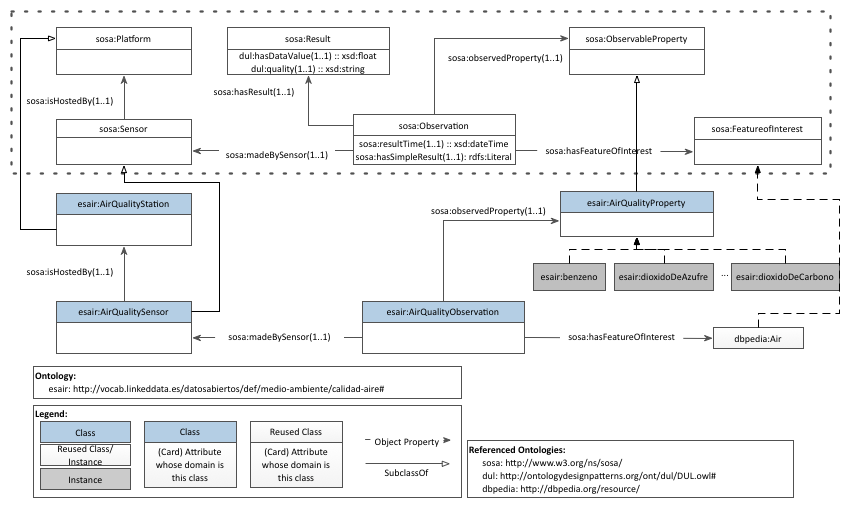 sosa:Platform
sosa:Result
dul:hasDataValue(1..1) :: xsd:float
dul:quality(1..1) :: xsd:string
sosa:ObservableProperty
sosa:observedProperty(1..1)
sosa:isHostedBy(1..1)
sosa:hasResult(1..1)
sosa:Sensor
sosa:Observation
sosa:resultTime(1..1) :: xsd:dateTime
sosa:hasSimpleResult(1..1): rdfs:Literal
sosa:FeatureofInterest
sosa:madeBySensor(1..1)
sosa:hasFeatureOfInterest
esair:AirQualityStation
esair:AirQualityProperty
sosa:observedProperty(1..1)
sosa:isHostedBy(1..1)
esair:benzeno
esair:dioxidoDeAzufre
...
esair:dioxidoDeCarbono
esair:AirQualitySensor
esair:AirQualityObservation
sosa:madeBySensor(1..1)
sosa:hasFeatureOfInterest
dbpedia:Air
Ontology:
esair: http://vocab.linkeddata.es/datosabiertos/def/medio-ambiente/calidad-aire#
Legend:
Class
Reused Class/
Instance
Instance
Class
(Card) Attribute
whose domain is
this class
Reused Class
(Card) Attribute
whose domain is
this class
Object Property
SubclassOf
Referenced Ontologies:
sosa: http://www.w3.org/ns/sosa/
dul: http://ontologydesignpatterns.org/ont/dul/DUL.owl#
dbpedia: http://dbpedia.org/resource/